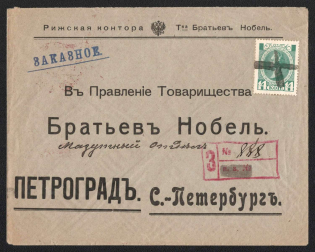 Рижская контора Тва Братьевъ Нобель.
ЗАКАЗНОЕ.
Въ Правленіе Товарищества
Братьевъ Нобель.
Мазутный отдѣлъ
З № 888
ПЕТРОГРАДЪ. С.-Петербургъ.